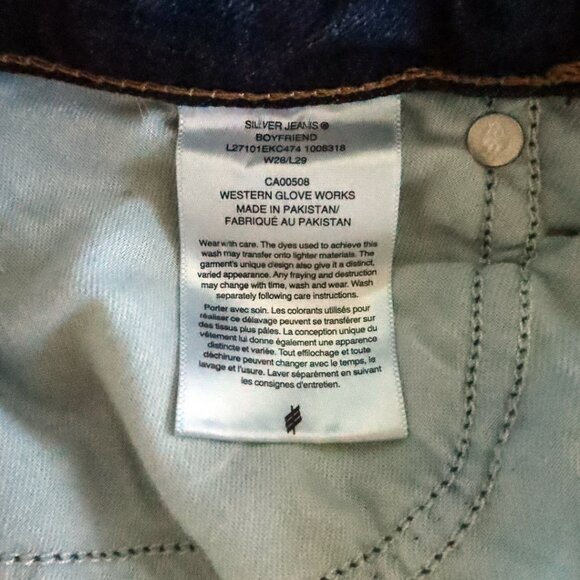 SILVER JEANS®
BOYFRIEND
L27101EKC474 1008318
W28/L29
CA00508
WESTERN GLOVE WORKS
MADE IN PAKISTAN/
FABRIQUÉ AU PAKISTAN
Wear with care. The dyes used to achieve this
wash may transfer onto lighter materials. The
garment's unique design also give it a distinct,
varied appearance. Any fraying and destruction
may change with time, wash and wear. Wash
separately following care instructions.
Porter avec soin. Les colorants utilisés pour
réaliser ce délavage peuvent se transférer sur
des tissus plus pâles. La conception unique du
vêtement lui donne également une apparence
distincte et variée. Tout effilochage et toute
déchirure peuvent changer avec le temps, le
lavage et l'usure. Laver séparément en suivant
les consignes d'entretien.